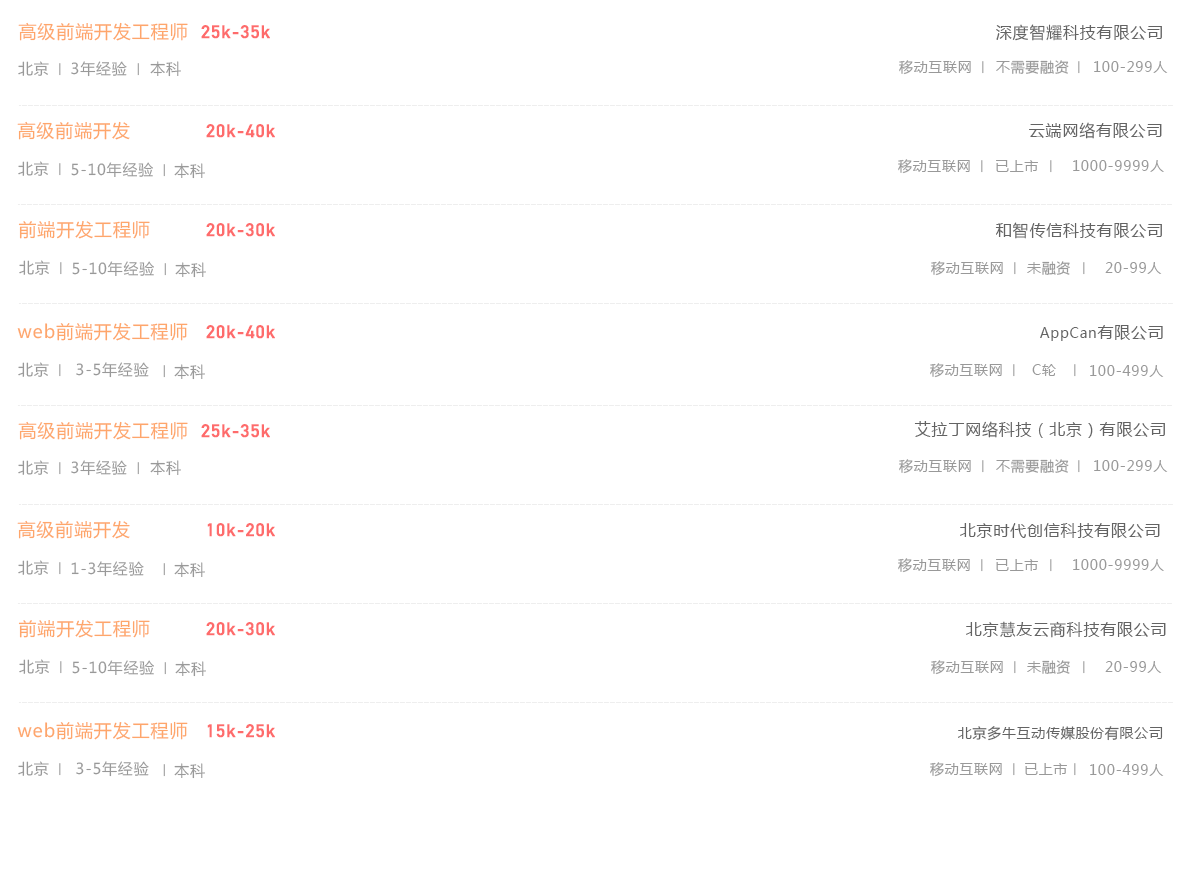 高级前端开发工程师 25k-35k 深度智耀科技有限公司
北京 | 3年经验 | 本科 移动互联网 | 不需要融资 | 100-299人
高级前端开发 20k-40k 云端网络有限公司
北京 | 5-10年经验 | 本科 移动互联网 | 已上市 | 1000-9999人
前端开发工程师 20k-30k 和智传信科技有限公司
北京 | 5-10年经验 | 本科 移动互联网 | 未融资 | 20-99人
web前端开发工程师 20k-40k AppCan有限公司
北京 | 3-5年经验 | 本科 移动互联网 | C轮 | 100-499人
高级前端开发工程师 25k-35k 艾拉丁网络科技（北京）有限公司
北京 | 3年经验 | 本科 移动互联网 | 不需要融资 | 100-299人
高级前端开发 10k-20k 北京时代创信科技有限公司
北京 | 1-3年经验 | 本科 移动互联网 | 已上市 | 1000-9999人
前端开发工程师 20k-30k 北京慧友云商科技有限公司
北京 | 5-10年经验 | 本科 移动互联网 | 未融资 | 20-99人
web前端开发工程师 15k-25k 北京多牛互动传媒股份有限公司
北京 | 3-5年经验 | 本科 移动互联网 | 已上市 | 100-499人